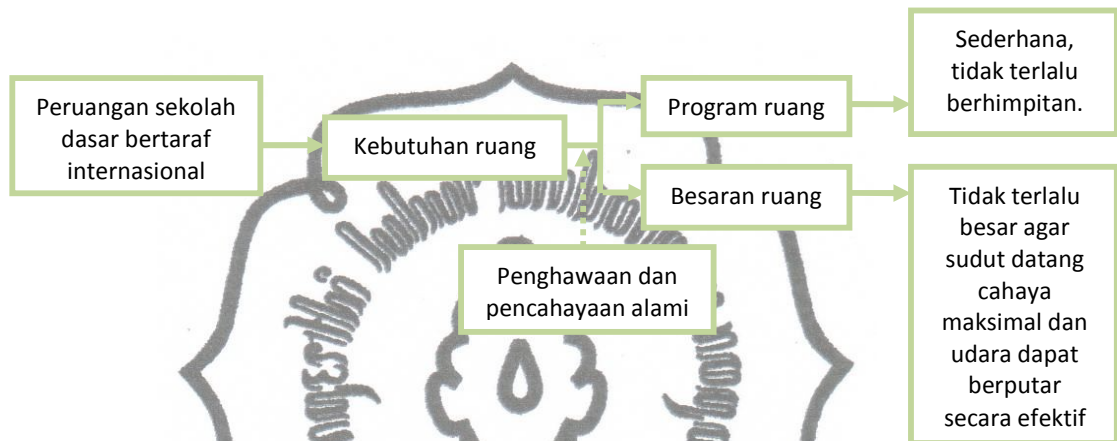 Peruangan sekolah
dasar bertaraf
internasional
Kebutuhan ruang
Penghawaan dan
pencahayaan alami
Program ruang
Besaran ruang
Sederhana,
tidak terlalu
berhimpitan.
Tidak terlalu
besar agar
sudut datang
cahaya
maksimal dan
udara dapat
berputar
secara efektif